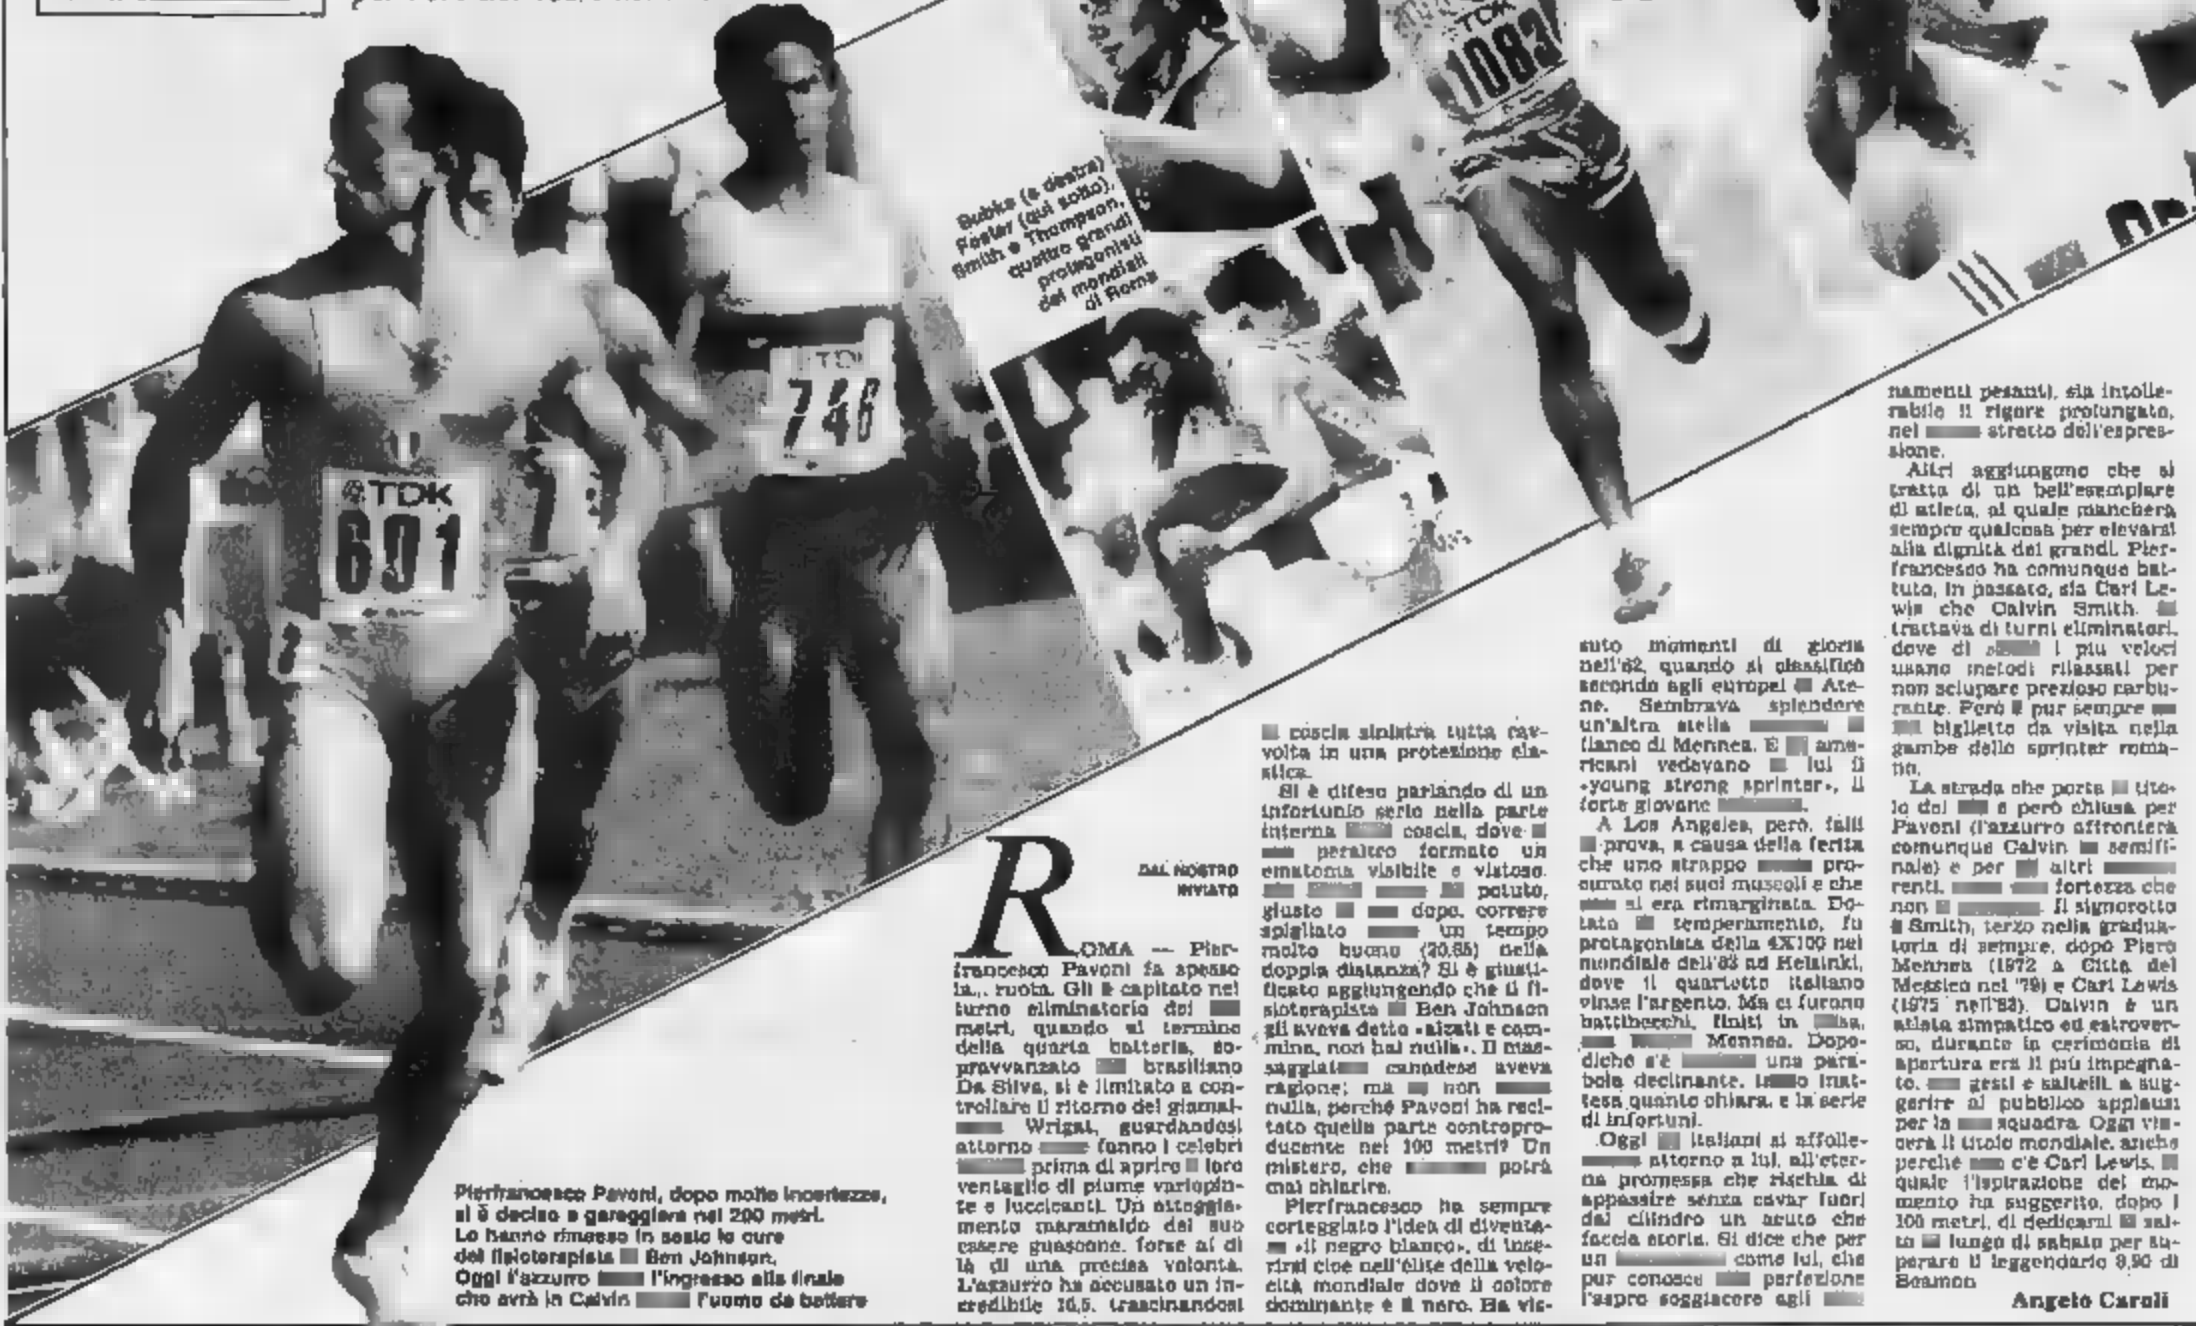 TDK
1083
Bubka (a destra)
Foster (qui sotto),
Smith e Thompson,
quattro grandi
protagonisti
dei mondiali
di Roma
TDK
746
TDK
601
Pierfrancesco Pavoni, dopo molte incertezze,
si è deciso a gareggiare nei 200 metri.
Lo hanno rimesso in sesto le cure
del fisioterapista Ben Johnson.
Oggi l'azzurro l'ingresso alla finale
che avrà in Calvin l'uomo da battere
DAL NOSTRO
INVIATO
ROMA — Pier-
francesco Pavoni fa spesso
la... ruota. Gli è capitato nel
turno eliminatorio dei
metri, quando al termine
della quarta batteria, so-
pravvanzato brasiliano
Da Silva, si è limitato a con-
trollare il ritorno del giamai-
guardandosi
attorno fanno i celebri
prima di aprire loro
ventaglio di piume variopin-
te e luccicanti. Un atteggia-
mento maramaldo del suo
essere guascone, forse al di
là di una precisa volontà.
L'azzurro ha accusato un in-
credibile 10,5, trascinandosi
coscia sinistra tutta rav-
volta in una protezione ela-
stica.
Si è difeso parlando di un
infortunio serio nella parte
interna coscia, dove
peraltro formato un
ematoma visibile e vistoso.
potuto,
giusto dopo, correre
spigliato un tempo
molto buono (20,65) nella
doppia distanza? Si è giusti-
ficato aggiungendo che il fi-
sioterapista Ben Johnson
gli aveva detto «alzati e cam-
mina, non hai nulla». Il mas-
canadese aveva
ragione; ma non
nulla, perché Pavoni ha reci-
tato quella parte contropro-
ducente nei 100 metri? Un
mistero, che potrà
mai chiarire.
Pierfrancesco ha sempre
corteggiato l'idea di diventa-
«il negro bianco», di inse-
rirsi cioè nell'élite della velo-
cità mondiale dove il colore
dominante è il nero. Ha vis-
suto momenti di gloria
nell'82, quando si classificò
secondo agli europei Ate-
ne. Sembrava splendere
un'altra stella
fianco di Mennea. E ame-
ricani vedevano lui il
«young strong sprinter», il
forte giovane
A Los Angeles, però, fallì
prova, a causa della ferita
che uno strappo pro-
curato nei suoi muscoli e che
si era rimarginata. Do-
tato temperamento, fu
protagonista della 4X100 nel
mondiale dell'83 ad Helsinki,
dove il quartetto italiano
vinse l'argento. Ma ci furono
battibecchi, finiti in
Mennea. Dopo-
diché s'è una para-
bola declinante, inat-
tesa quanto chiara, e la serie
di infortuni.
Oggi italiani si affolle-
attorno a lui, all'eter-
na promessa che rischia di
appassire senza cavar fuori
dal cilindro un acuto che
faccia storia. Si dice che per
un come lui, che
pur conosce perfezione
l'aspro soggiacere agli
namenti pesanti, sia intolle-
rabile il rigore prolungato,
nel stretto dell'espres-
sione.
Altri aggiungono che si
tratta di un bell'esemplare
di atleta, al quale mancherà
sempre qualcosa per elevarsi
alla dignità dei grandi. Pier-
francesco ha comunque bat-
tuto, in passato, sia Carl Le-
wis che Calvin Smith.
trattava di turni eliminatori,
dove di i più veloci
usano metodi rilassati per
non sciupare prezioso carbu-
rante. Però è pur sempre
biglietto da visita nelle
gambe dello sprinter roma-
no.
La strada che porta tito-
lo dei è però chiusa per
Pavoni (l'azzurro affronterà
comunque Calvin semifi-
nale) e per altri
renti. fortezza che
non Il signorotto
è Smith, terzo nella gradua-
toria di sempre, dopo Piero
Mennea (1972 a Città del
Messico nel '79) e Carl Lewis
(1975 nell'83). Calvin è un
atleta simpatico ed estrover-
so, durante la cerimonia di
apertura era il più impegna-
to, gesti e saltelli, a sug-
gerire al pubblico applausi
per la squadra. Oggi vin-
cerà il titolo mondiale, anche
perché c'è Carl Lewis,
quale l'ispirazione del mo-
mento ha suggerito, dopo i
100 metri, di dedicarsi sal-
to lungo di sabato per su-
perare il leggendario 8,90 di
Beamon
Angelo Caroli